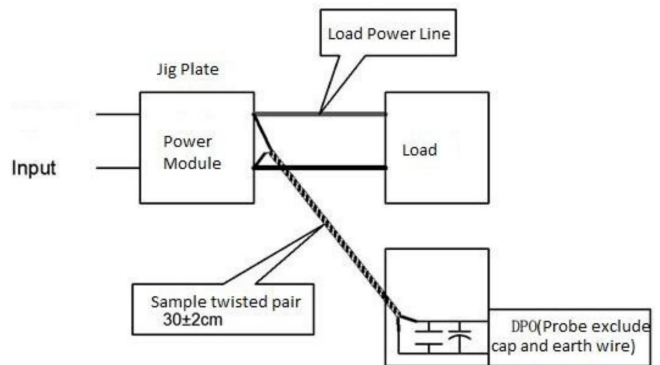 Load Power Line
Jig Plate
Power
Module
Load
Input
Sample twisted pair
30±2cm
DPO(Probe exclude
cap and earth wire)